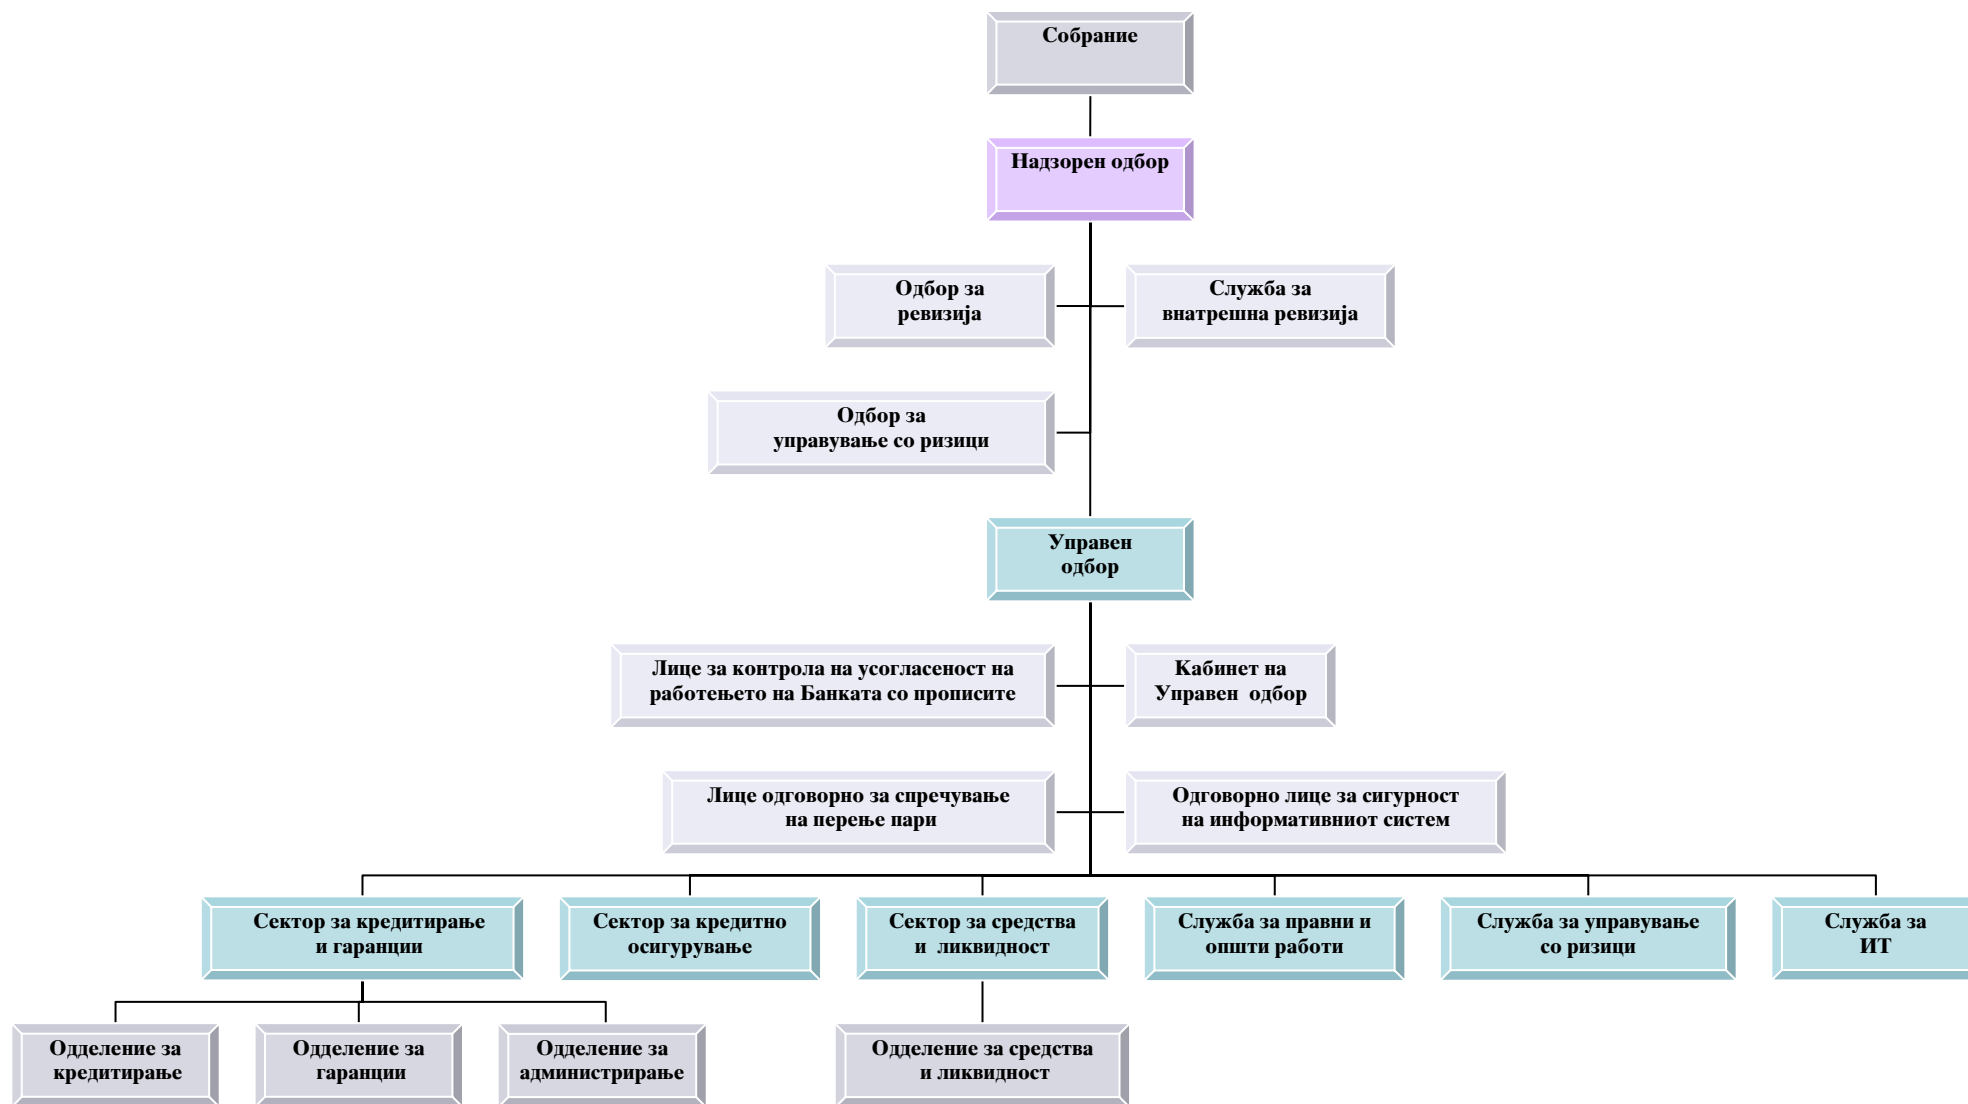 Собрание
Надзорен одбор
Одбор за
ревизија
Служба за
внатрешна ревизија
Одбор за
управување со ризици
Управен
одбор
Лице за контрола на усогласеност на
работењето на Банката со прописите
Кабинет на
Управен  одбор
Лице одговорно за спречување
на перење пари
Одговорно лице за сигурност
на информативниот систем
Сектор за кредитирање
и гаранции
Сектор за кредитно
осигурување
Сектор за средства
и  ликвидност
Служба за правни и
општи работи
Служба за управување
со ризици
Служба за
ИТ
Одделение за
кредитирање
Одделение за
гаранции
Одделение за
администрирање
Одделение за средства
и ликвидност